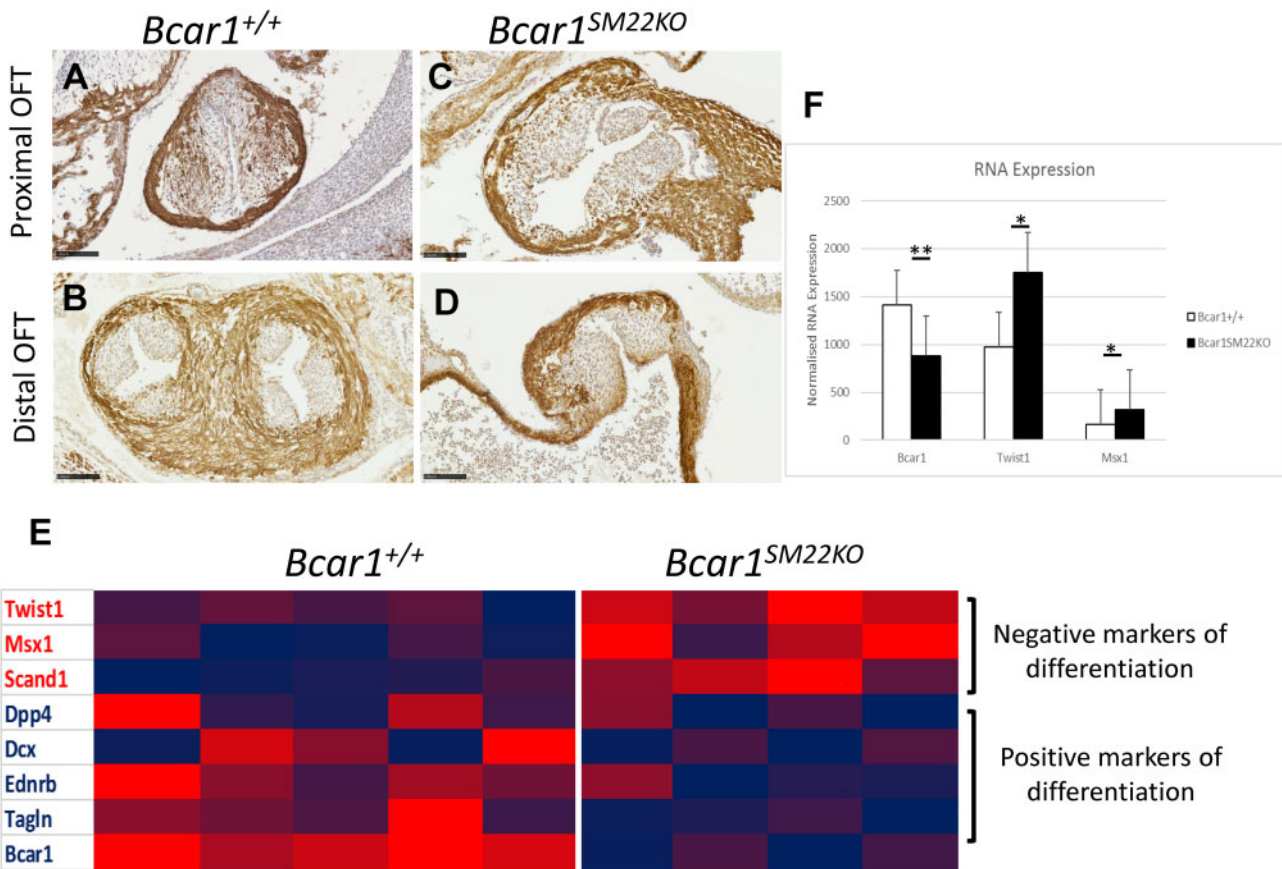 Bcar1+/+
Bcar1SM22KO
Proximal OFT
Distal OFT
A
C
B
D
F
RNA Expression
Normalised RNA Expression
2500
2000
1500
1000
500
0
**
*
*
Bcar1
Twist1
Msx1
Bcar1+/+
Bcar1SM22KO
E
Bcar1+/+
Bcar1SM22KO
Twist1
Msx1
Scand1
Dpp4
Dcx
Ednrb
Tagln
Bcar1
Negative markers of
differentiation
Positive markers of
differentiation